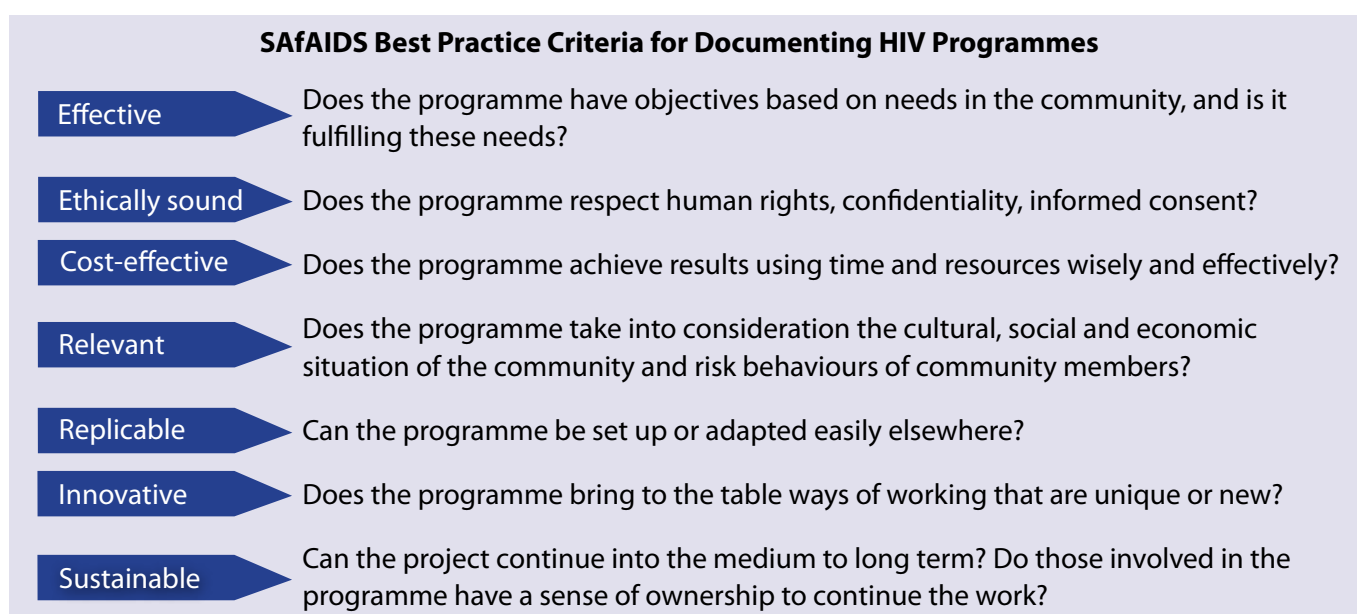 SAfAIDS Best Practice Criteria for Documenting HIV Programmes
Effective
Does the programme have objectives based on needs in the community, and is it
fulfilling these needs?
Ethically sound
Does the programme respect human rights, confidentiality, informed consent?
Cost-effective
Does the programme achieve results using time and resources wisely and effectively?
Relevant
Does the programme take into consideration the cultural, social and economic
situation of the community and risk behaviours of community members?
Replicable
Can the programme be set up or adapted easily elsewhere?
Innovative
Does the programme bring to the table ways of working that are unique or new?
Sustainable
Can the project continue into the medium to long term? Do those involved in the
programme have a sense of ownership to continue the work?